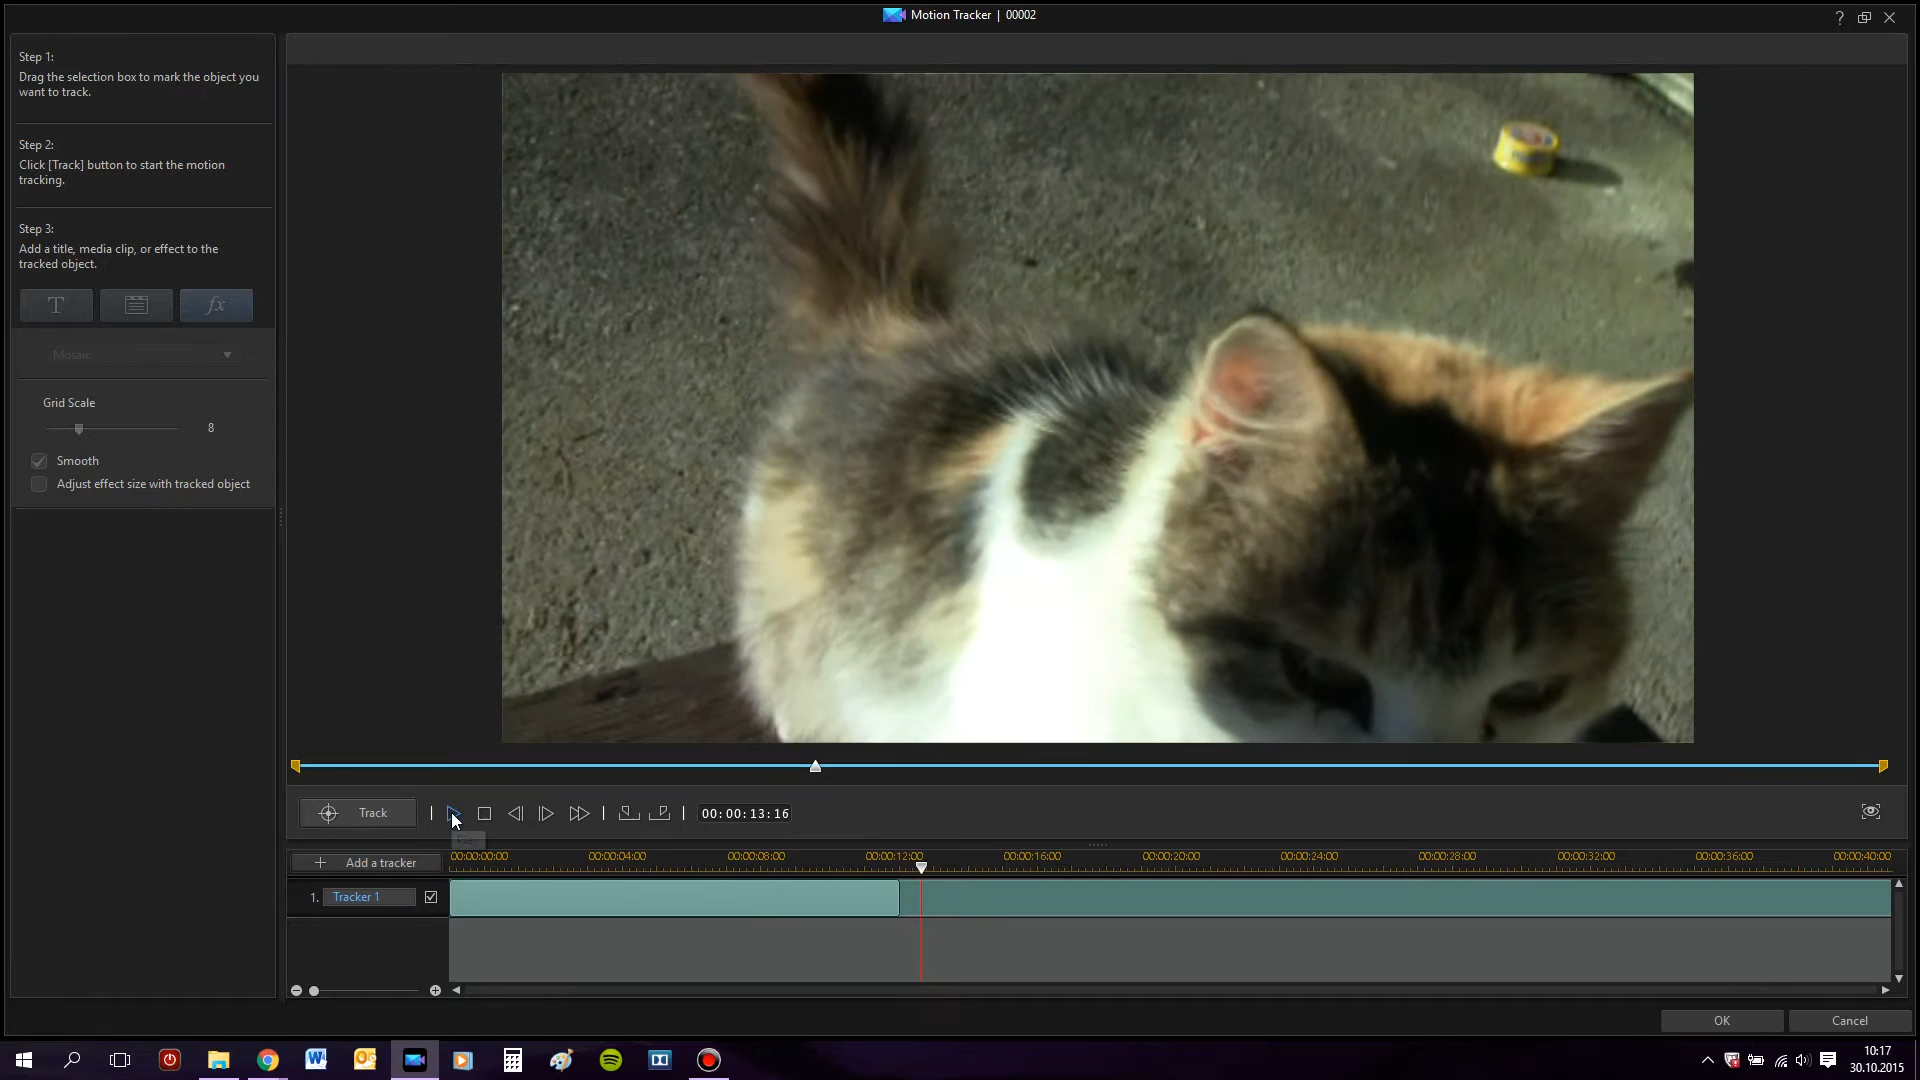 Motion Tracker | 00002
Step 1:
Drag the selection box to mark the object you
want to track.
Step 2:
Click [Track] button to start the motion
tracking.
Step 3:
Add a title, media clip, or effect to the
tracked object.
T
fx
Mosaic
Grid Scale
8
Smooth
Adjust effect size with tracked object
Track
00:00:13:16
Play
Add a tracker
00:00:00:00 00:00:04:00 00:00:08:00 00:00:12:00 00:00:16:00 00:00:20:00 00:00:24:00 00:00:28:00 00:00:32:00 00:00:36:00 00:00:40:00
1. Tracker 1
OK Cancel
10:17
30.10.2015